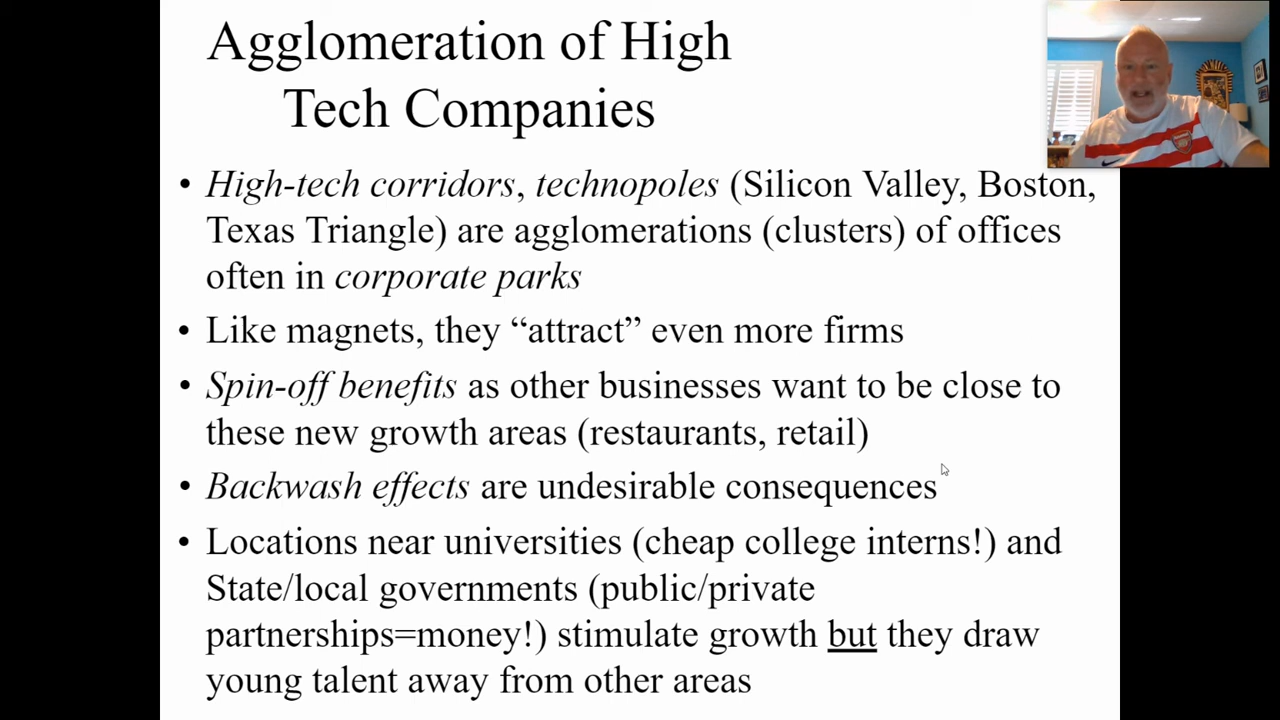 Agglomeration of High
Tech Companies
• High-tech corridors, technopoles (Silicon Valley, Boston,
Texas Triangle) are agglomerations (clusters) of offices
often in corporate parks
• Like magnets, they “attract” even more firms
• Spin-off benefits as other businesses want to be close to
these new growth areas (restaurants, retail)
• Backwash effects are undesirable consequences
• Locations near universities (cheap college interns!) and
State/local governments (public/private
partnerships=money!) stimulate growth but they draw
young talent away from other areas